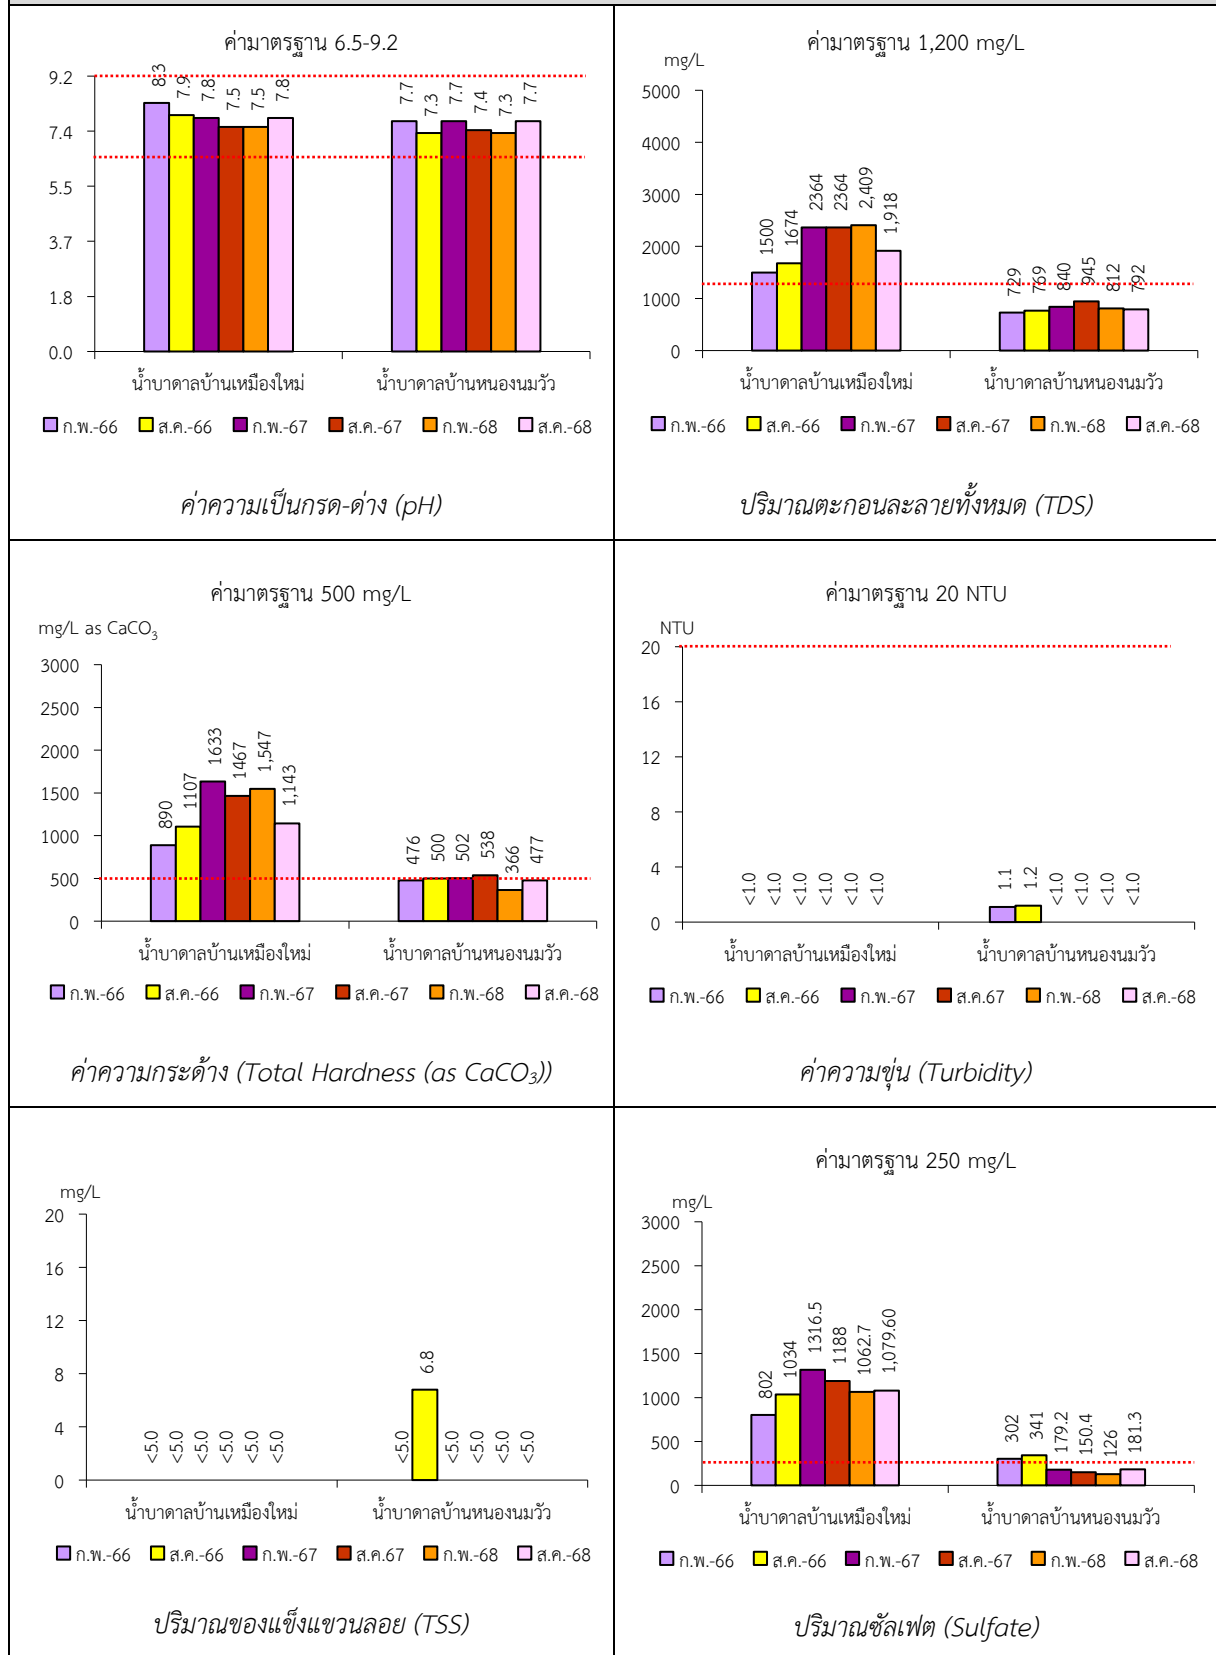 ค่ามาตรฐาน 6.5-9.2
9.2
7.4
5.5
3.7
1.8
0.0
8.3 7.9 7.8 7.5 7.5 7.8
7.7 7.3 7.7 7.4 7.3 7.7
น้ำบาดาลบ้านเหมืองใหม่ น้ำบาดาลบ้านหนองนมวัว
ก.พ.-66 ส.ค.-66 ก.พ.-67 ส.ค.-67 ก.พ.-68 ส.ค.-68
ค่าความเป็นกรด-ด่าง (pH)
ค่ามาตรฐาน 1,200 mg/L
mg/L
5000
4000
3000
2000
1000
0
1500 1674 2364 2364 2,409 1,918
729 769 840 945 812 792
น้ำบาดาลบ้านเหมืองใหม่ น้ำบาดาลบ้านหนองนมวัว
ก.พ.-66 ส.ค.-66 ก.พ.-67 ส.ค.-67 ก.พ.-68 ส.ค.-68
ปริมาณตะกอนละลายทั้งหมด (TDS)
ค่ามาตรฐาน 500 mg/L
mg/L as CaCO₃
3000
2500
2000
1500
1000
500
0
890 1107 1633 1467 1,547 1,143
476 500 502 538 366 477
น้ำบาดาลบ้านเหมืองใหม่ น้ำบาดาลบ้านหนองนมวัว
ก.พ.-66 ส.ค.-66 ก.พ.-67 ส.ค.-67 ก.พ.-68 ส.ค.-68
ค่าความกระด้าง (Total Hardness (as CaCO₃))
ค่ามาตรฐาน 20 NTU
NTU
20
16
12
8
4
0
<1.0 <1.0 <1.0 <1.0 <1.0 <1.0
1.1 1.2 <1.0 <1.0 <1.0 <1.0
น้ำบาดาลบ้านเหมืองใหม่ น้ำบาดาลบ้านหนองนมวัว
ก.พ.-66 ส.ค.-66 ก.พ.-67 ส.ค.67 ก.พ.-68 ส.ค.-68
ค่าความขุ่น (Turbidity)
mg/L
20
16
12
8
4
0
<5.0 <5.0 <5.0 <5.0 <5.0 <5.0
<5.0 6.8 <5.0 <5.0 <5.0 <5.0
น้ำบาดาลบ้านเหมืองใหม่ น้ำบาดาลบ้านหนองนมวัว
ก.พ.-66 ส.ค.-66 ก.พ.-67 ส.ค.67 ก.พ.-68 ส.ค.-68
ปริมาณของแข็งแขวนลอย (TSS)
ค่ามาตรฐาน 250 mg/L
mg/L
3000
2500
2000
1500
1000
500
0
802 1034 1316.5 1188 1062.7 1,079.60
302 341 179.2 150.4 126 181.3
น้ำบาดาลบ้านเหมืองใหม่ น้ำบาดาลบ้านหนองนมวัว
ก.พ.-66 ส.ค.-66 ก.พ.-67 ส.ค.-67 ก.พ.-68 ส.ค.-68
ปริมาณซัลเฟต (Sulfate)